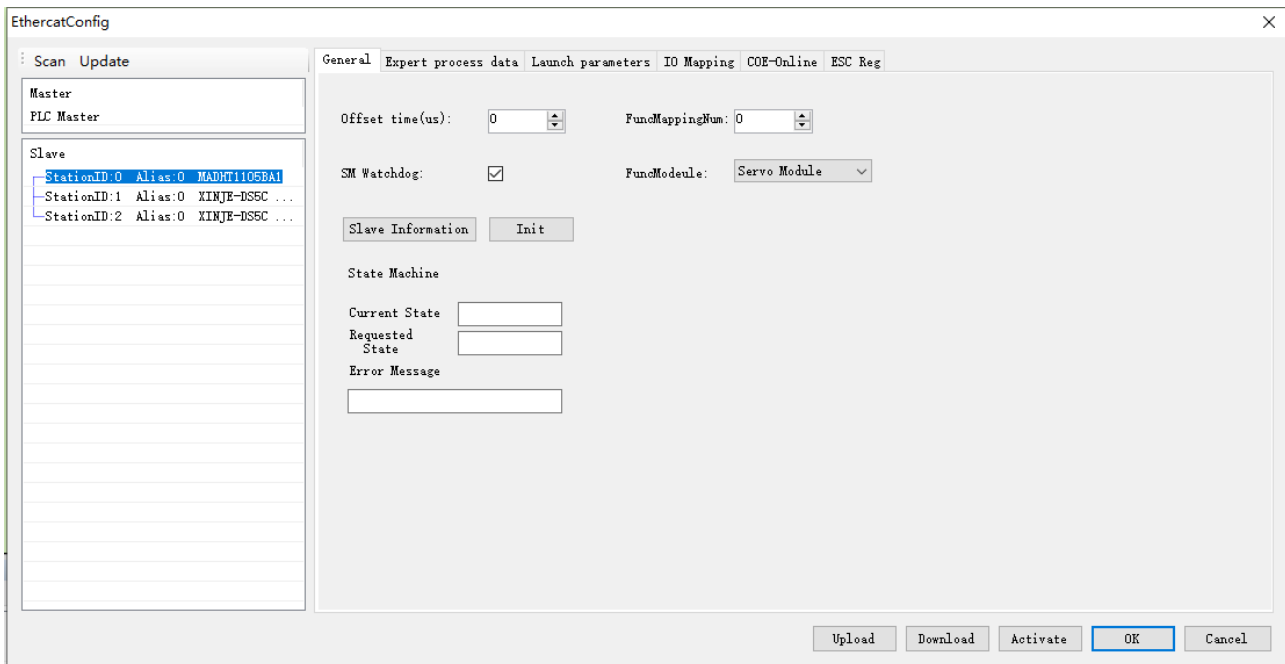 EthercatConfig
Scan Update
Master
PLC Master
Slave
StationID:0 Alias:0 MADHT1105BA1
StationID:1 Alias:0 XINJE-DS5C ...
StationID:2 Alias:0 XINJE-DS5C ...
General Expert process data Launch parameters IO Mapping COE-Online ESC Reg
Offset time(us): 0 FuncMappingNum: 0
SM Watchdog: FuncModeule: Servo Module
Slave Information Init
State Machine
Current State
Requested
State
Error Message
Upload Download Activate OK Cancel